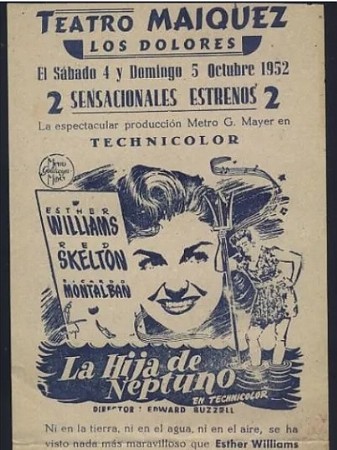 TEATRO MAIQUEZ
LOS DOLORES
El Sábado 4 y Domingo 5 Octubre 1952
2 SENSACIONALES ESTRENOS 2
La espectacular producción Metro G. Mayer en
TECHNICOLOR
Metro
Goldwyn
Mayer
ESTHER
WILLIAMS
RED
SKELTON
RICARDO
MONTALBAN
La Hija de
Neptuno
EN TECHNICOLOR
DIRECTOR: EDWARD BUZZELL
Ni en la tierra, ni en el agua, ni en el aire, se ha
visto nada más maravilloso que Esther Williams